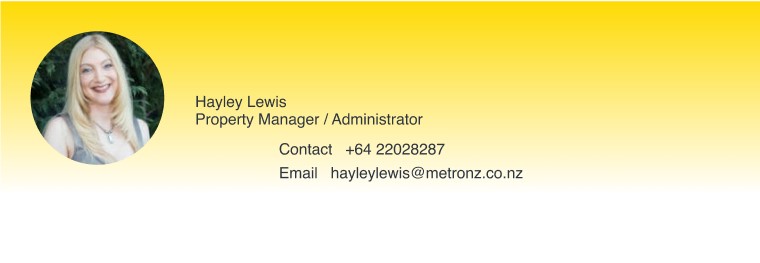 Hayley Lewis
Property Manager / Administrator
Contact +64 22028287
Email hayleylewis@metronz.co.nz